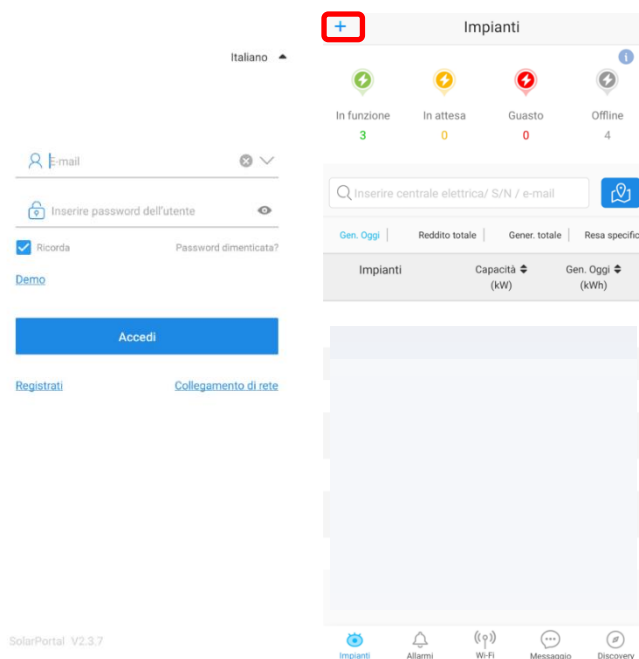 Italiano
E-mail
Inserire password dell'utente
Ricorda
Password dimenticata?
Demo
Accedi
Registrati
Collegamento di rete
SolarPortal V2.3.7
+
Impianti
i
In funzione
In attesa
Guasto
Offline
3
0
0
4
Inserire centrale elettrica/ S/N / e-mail
Gen. Oggi
Reddito totale
Gener. totale
Resa specific
Impianti
Capacità
(kW)
Gen. Oggi
(kWh)
Impianti
Allarmi
Wi-Fi
Messaggio
Discovery